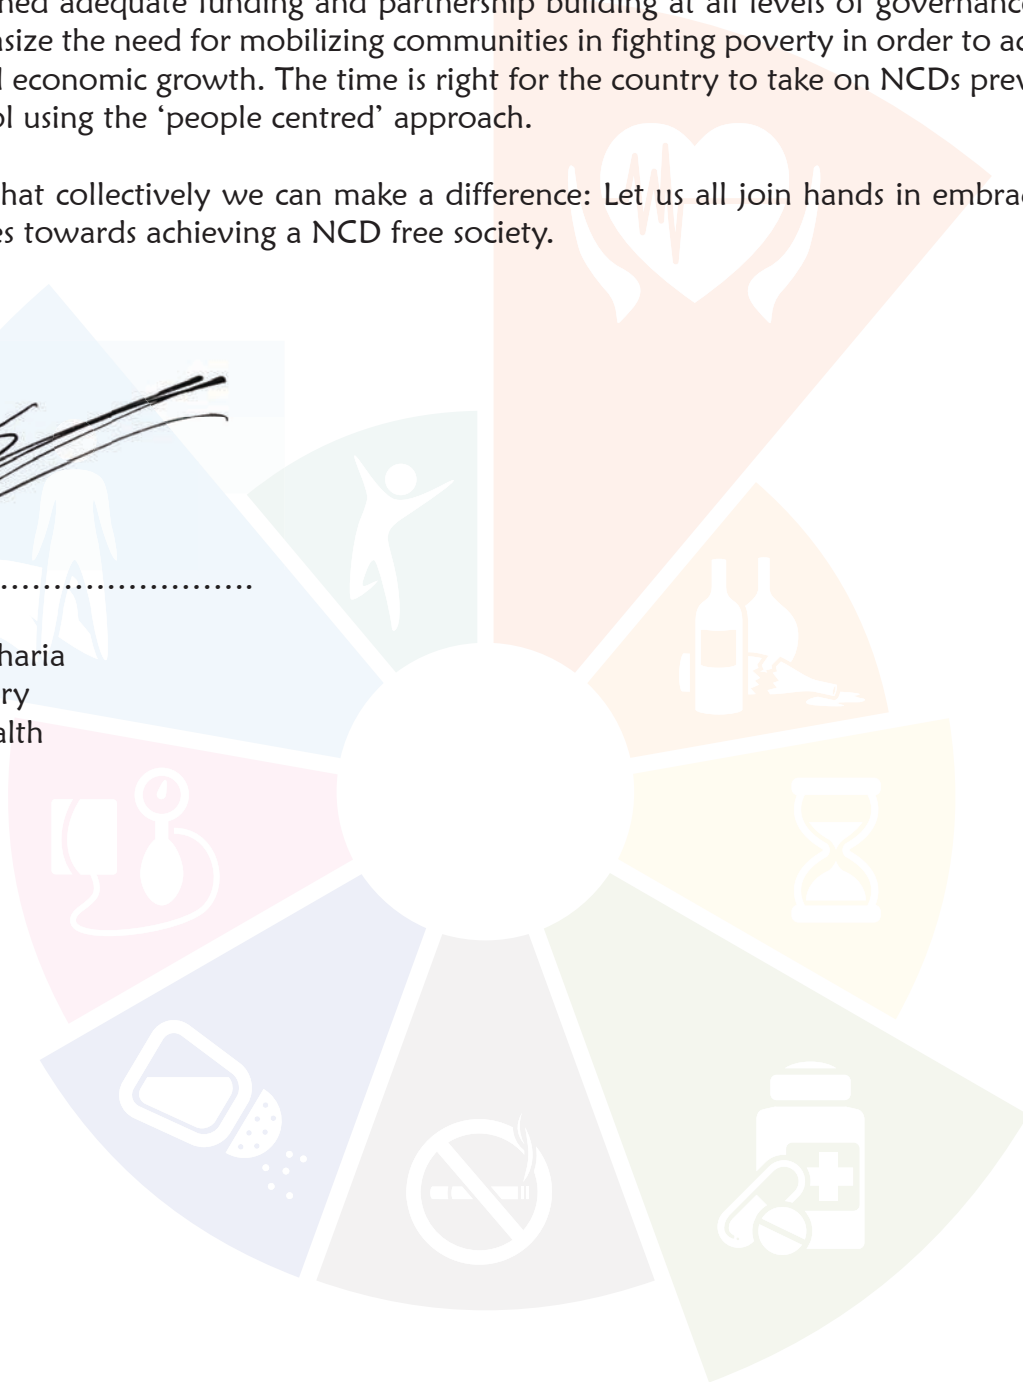 ned adequate funding and partnership building at all levels of governance
asize the need for mobilizing communities in fighting poverty in order to ac
d economic growth. The time is right for the country to take on NCDs prev
ol using the ‘people centred’ approach.
hat collectively we can make a difference: Let us all join hands in embrac
es towards achieving a NCD free society.
........................
haria
ry
alth